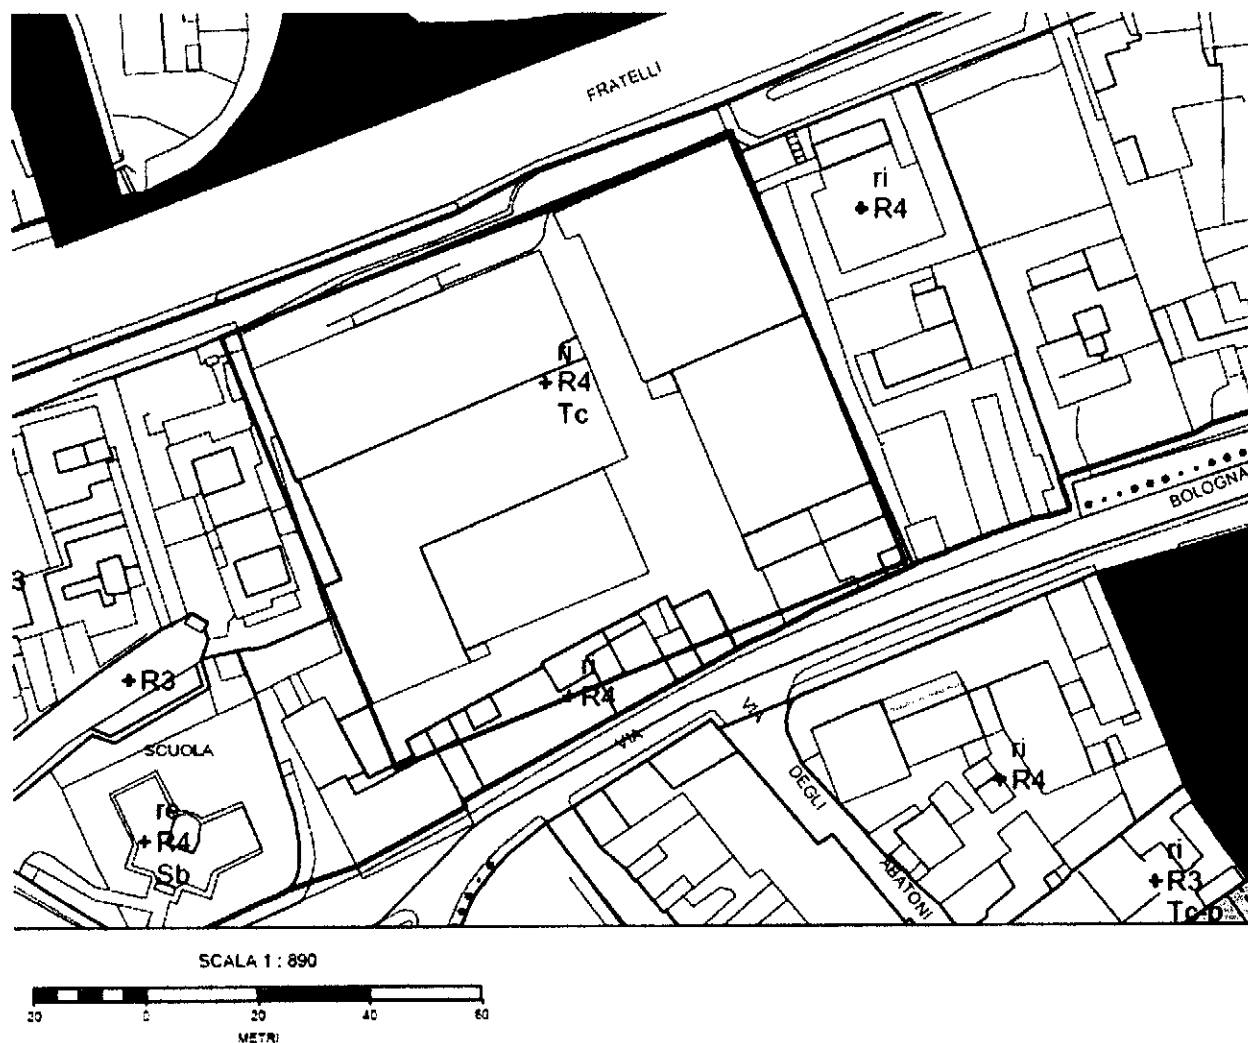 FRATELLI
ri
R4
ri
R4
Tc
BOLOGNA
3
R3
ri
R4
VIA
VIA
SCUOLA
DEGLI
ri
R4
re
R4
Sb
ABATONI
ri
R3
Tc-p
SCALA 1 : 890
20 0 20 40 60
METRI